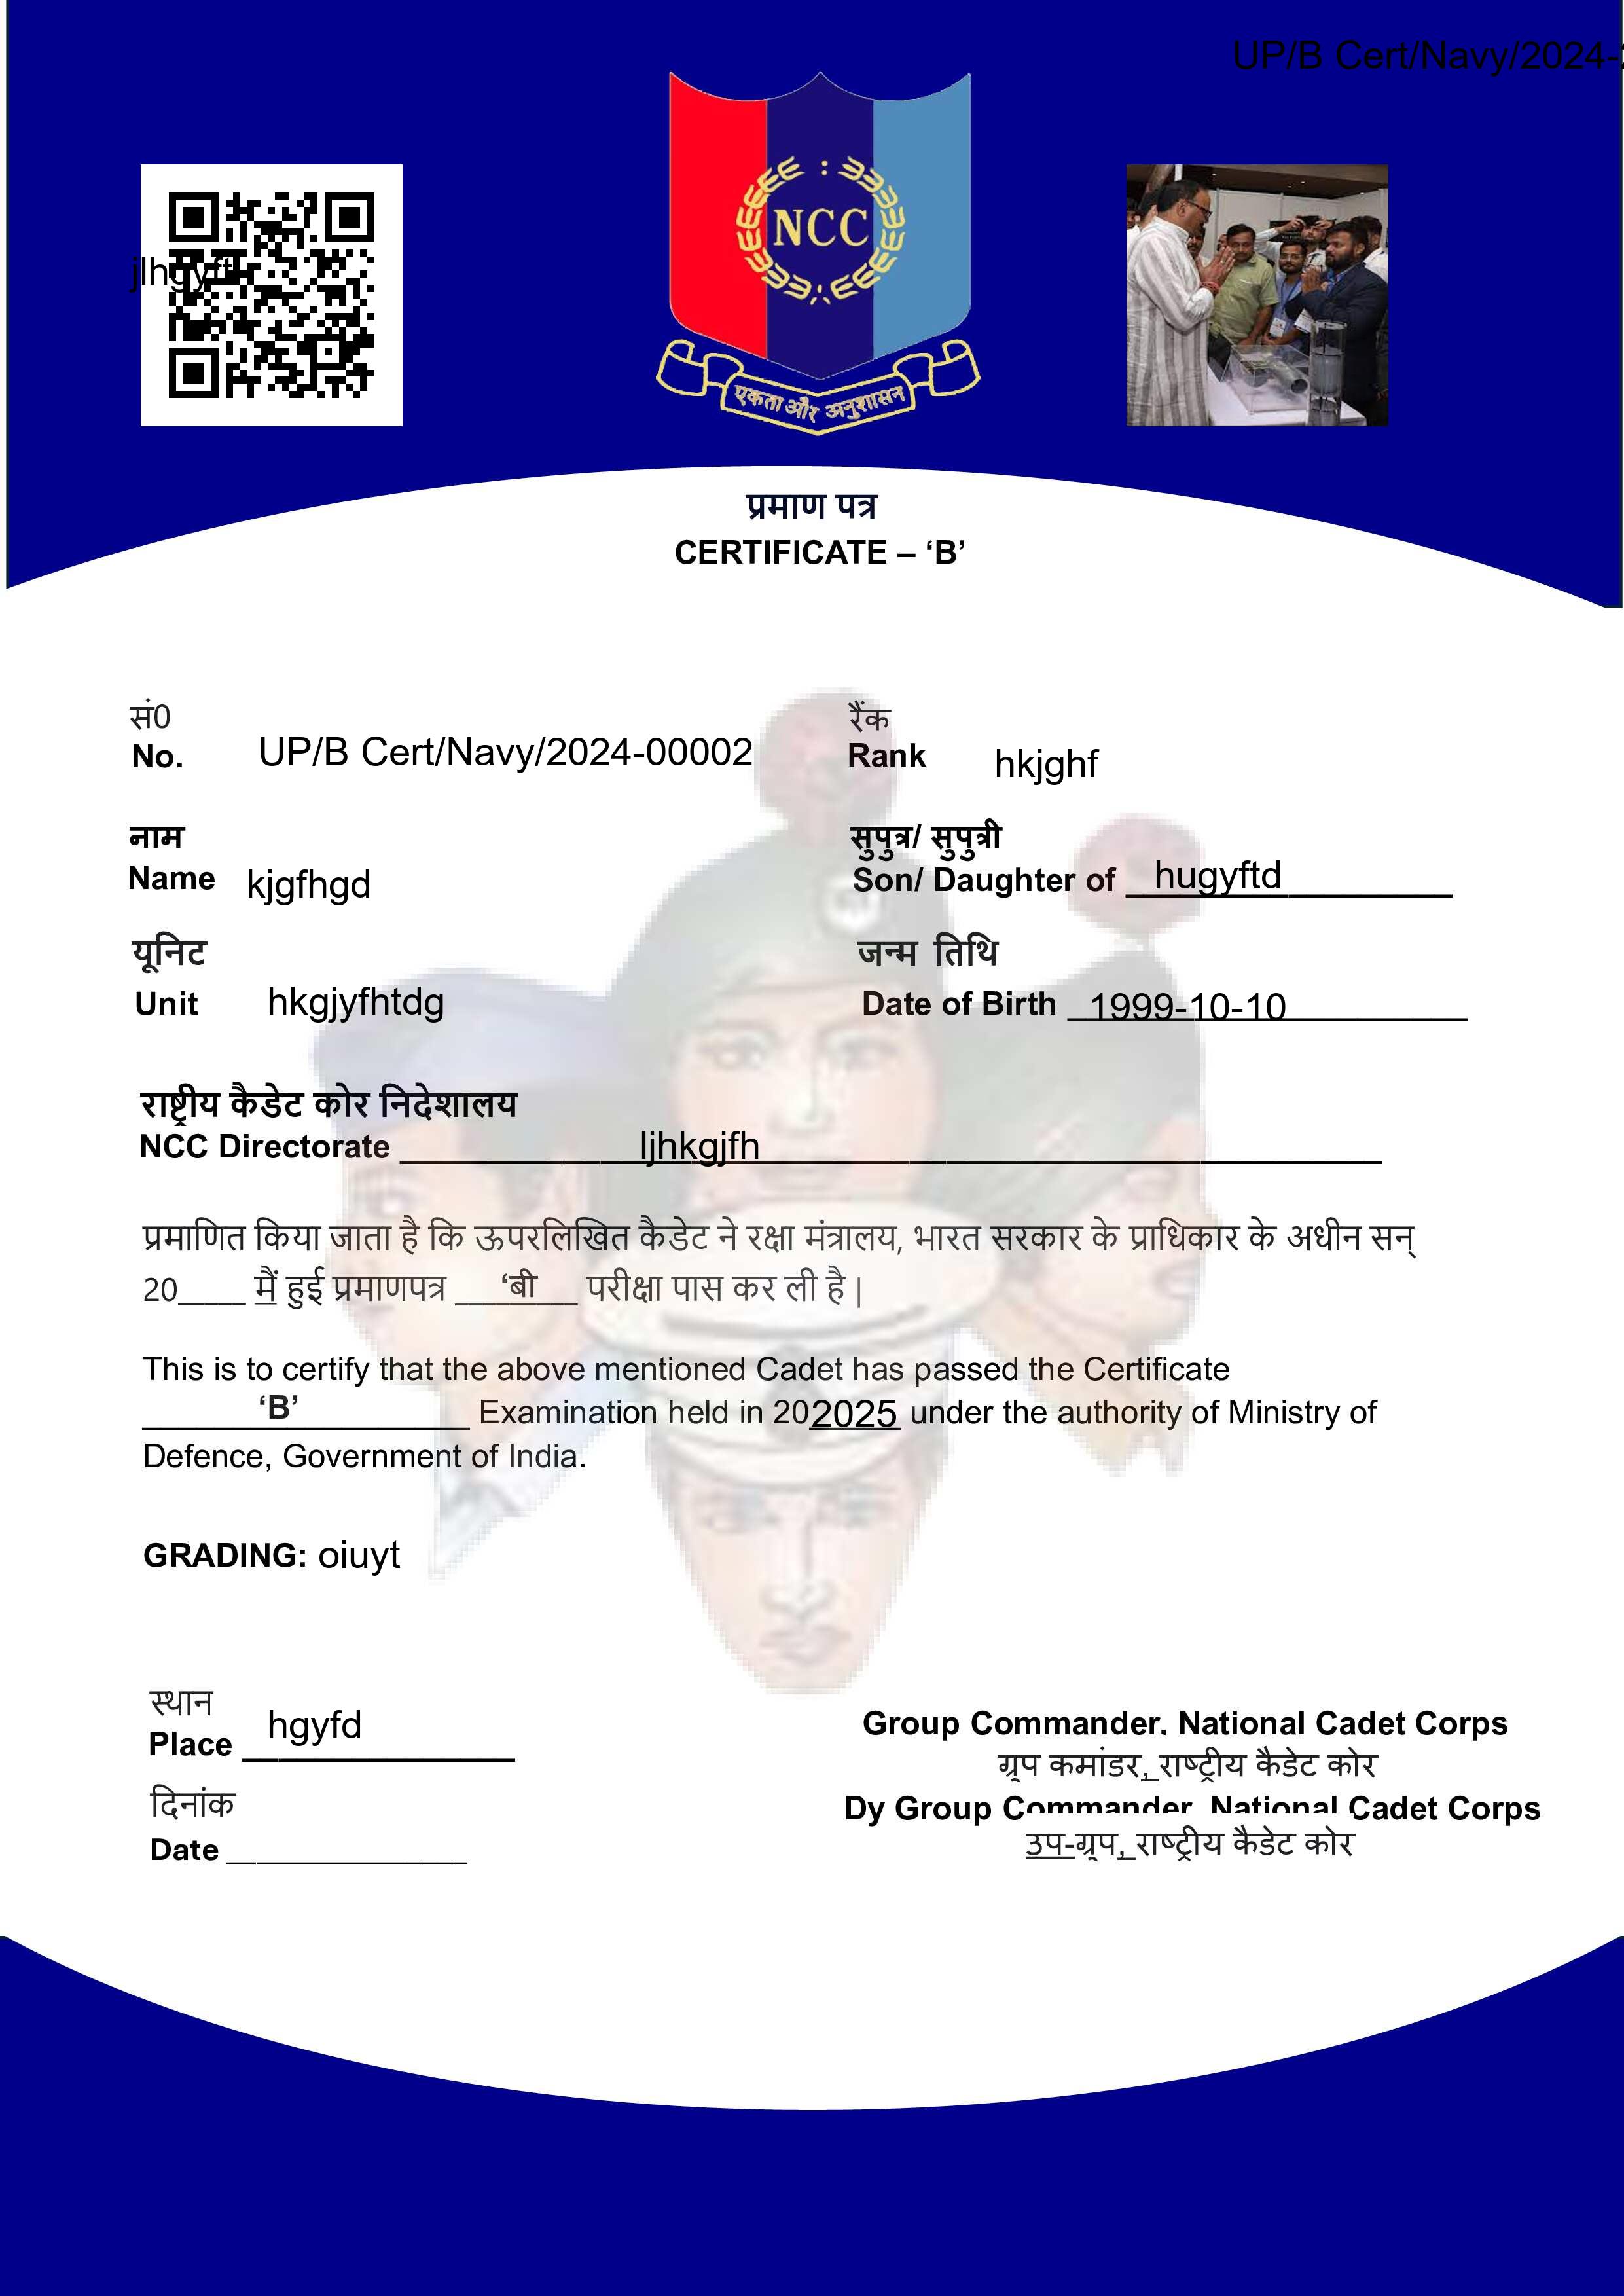 UP/B Cert/Navy/2024-
NCC
एकता और अनुशासन
jlhgyft
प्रमाण पत्र
CERTIFICATE – ‘B’
सं0 रैंक
No. UP/B Cert/Navy/2024-00002 Rank hkjghf
नाम सुपुत्र/ सुपुत्री
Name kjgfhgd Son/ Daughter of hugyftd
यूनिट जन्म तिथि
Unit hkgjyfhtdg Date of Birth 1999-10-10
राष्ट्रीय कैडेट कोर निदेशालय
NCC Directorate ljhkgjfh
प्रमाणित किया जाता है कि ऊपरलिखित कैडेट ने रक्षा मंत्रालय, भारत सरकार के प्राधिकार के अधीन सन्
20____ मैं हुई प्रमाणपत्र ‘बी परीक्षा पास कर ली है |
This is to certify that the above mentioned Cadet has passed the Certificate
‘B’ Examination held in 202025 under the authority of Ministry of
Defence, Government of India.
GRADING: oiuyt
स्थान
Place hgyfd
दिनांक
Date ________________
Group Commander, National Cadet Corps
ग्रुप कमांडर, राष्ट्रीय कैडेट कोर
Dy Group Commander, National Cadet Corps
उप-ग्रुप, राष्ट्रीय कैडेट कोर